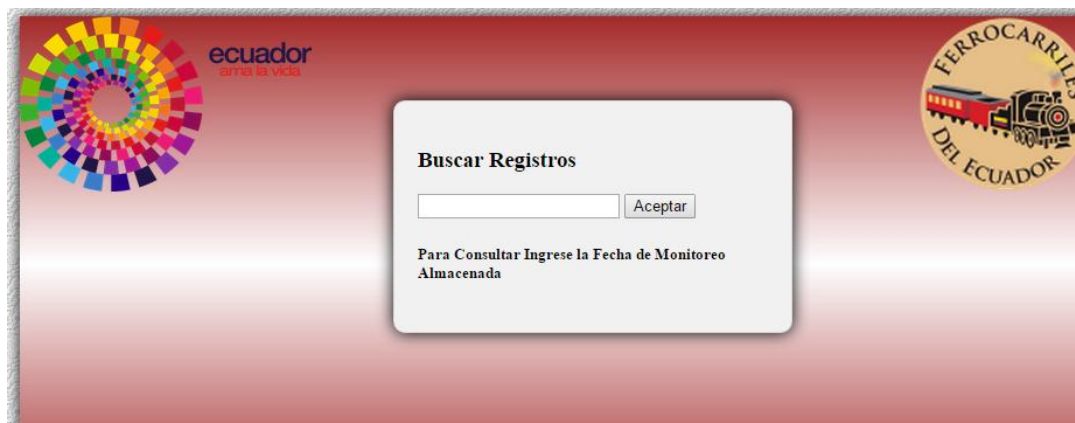 ecuador
ama la vida
FERROCARRILES
DEL ECUADOR
Buscar Registros
Aceptar
Para Consultar Ingrese la Fecha de Monitoreo
Almacenada